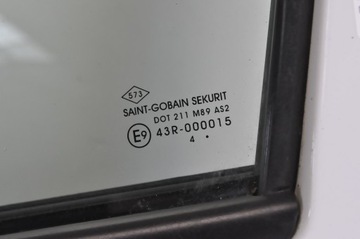 573
SAINT-GOBAIN SEKURIT
DOT 211 M89 AS2
E9 43R-000015
4 •